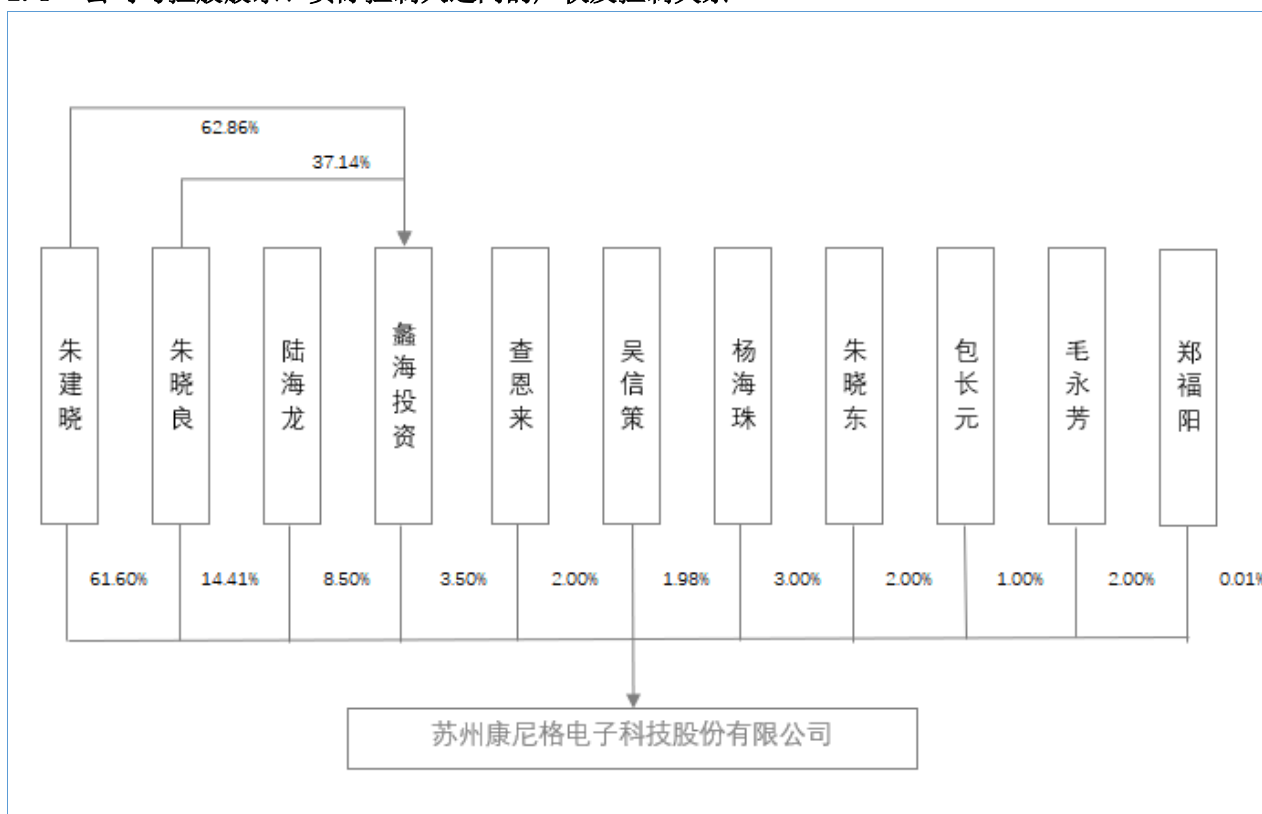 62.86%
37.14%
朱建晓
朱晓良
陆海龙
蠡海投资
查恩来
吴信策
杨海珠
朱晓东
包长元
毛永芳
郑福阳
61.60%
14.41%
8.50%
3.50%
2.00%
1.98%
3.00%
2.00%
1.00%
2.00%
0.01%
苏州康尼格电子科技股份有限公司